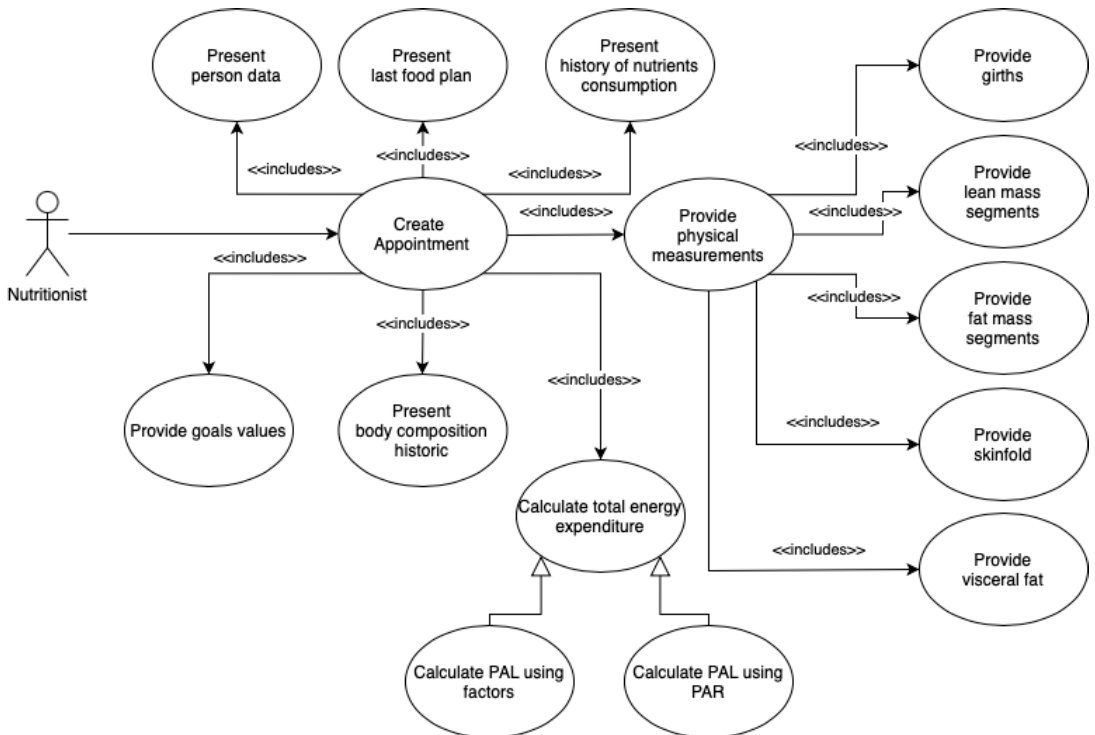 Present
person data
Present
last food plan
Present
history of nutrients
consumption
Provide
girths
<<includes>>
<<includes>>
<<includes>>
<<includes>>
Provide
lean mass
segments
<<includes>>
<<includes>>
<<includes>>
Create
Appointment
Provide
physical
measurements
Nutritionist
<<includes>>
<<includes>>
Provide
fat mass
segments
<<includes>>
<<includes>>
<<includes>>
Provide goals values
Present
body composition
historic
Provide
skinfold
Calculate total energy
expenditure
<<includes>>
Provide
visceral fat
Calculate PAL using
factors
Calculate PAL using
PAR